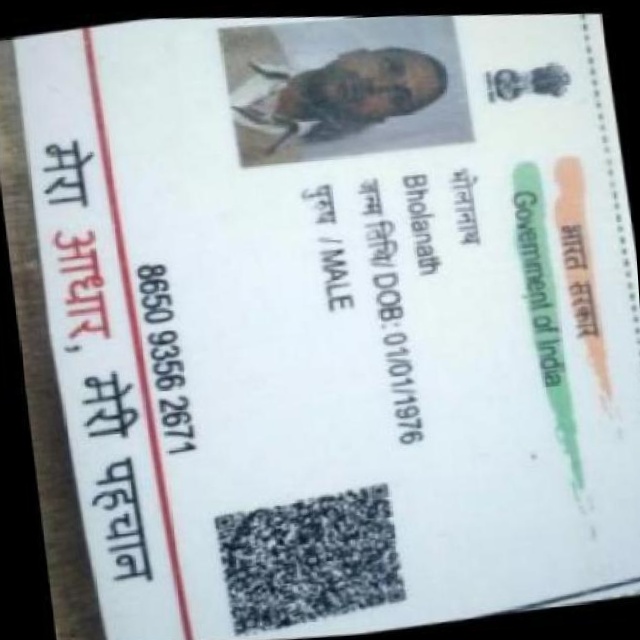 भारत सरकार
Government of India
भोलानाथ
Bholanath
जन्म तिथि/ DOB: 01/01/1976
पुरुष / MALE
8650 9356 2671
मेरा आधार, मेरी पहचान